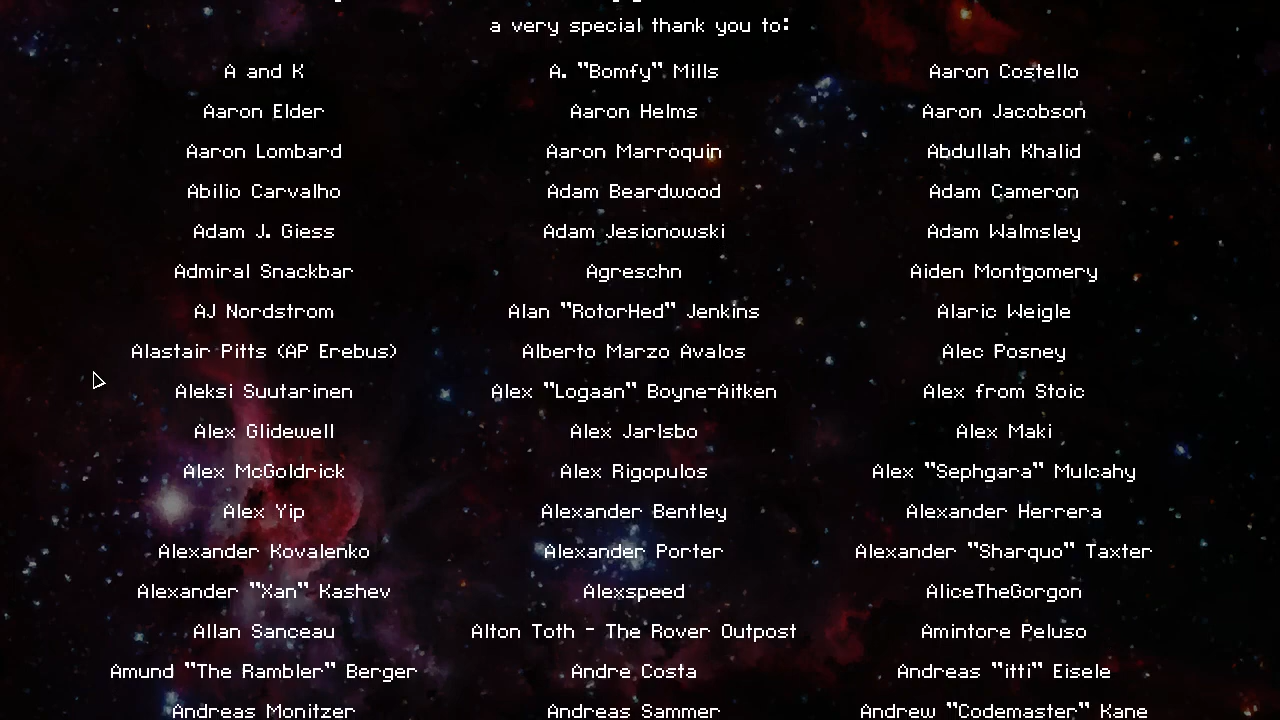 a very special thank you to:
A and K A. "Bomfy" Mills Aaron Costello
Aaron Elder Aaron Helms Aaron Jacobson
Aaron Lombard Aaron Marroquin Abdullah Khalid
Abilio Carvalho Adam Beardwood Adam Cameron
Adam J. Giess Adam Jesionowski Adam Walmsley
Admiral Snackbar Agreschn Aiden Montgomery
AJ Nordstrom Alan "RotorHed" Jenkins Alaric Weigle
Alastair Pitts (AP Erebus) Alberto Marzo Avalos Alec Posney
Aleksi Suutarinen Alex "Logaan" Boyne-Aitken Alex from Stoic
Alex Glidewell Alex Jarlsbo Alex Maki
Alex McGoldrick Alex Rigopulos Alex "Sephgara" Mulcahy
Alex Yip Alexander Bentley Alexander Herrera
Alexander Kovalenko Alexander Porter Alexander "Sharquo" Taxter
Alexander "Xan" Kashev Alexspeed AliceTheGorgon
Allan Sanceau Alton Toth - The Rover Outpost Amintore Peluso
Amund "The Rambler" Berger Andre Costa Andreas "itti" Eisele
Andreas Monitzer Andreas Sammer Andrew "Codemaster" Kane